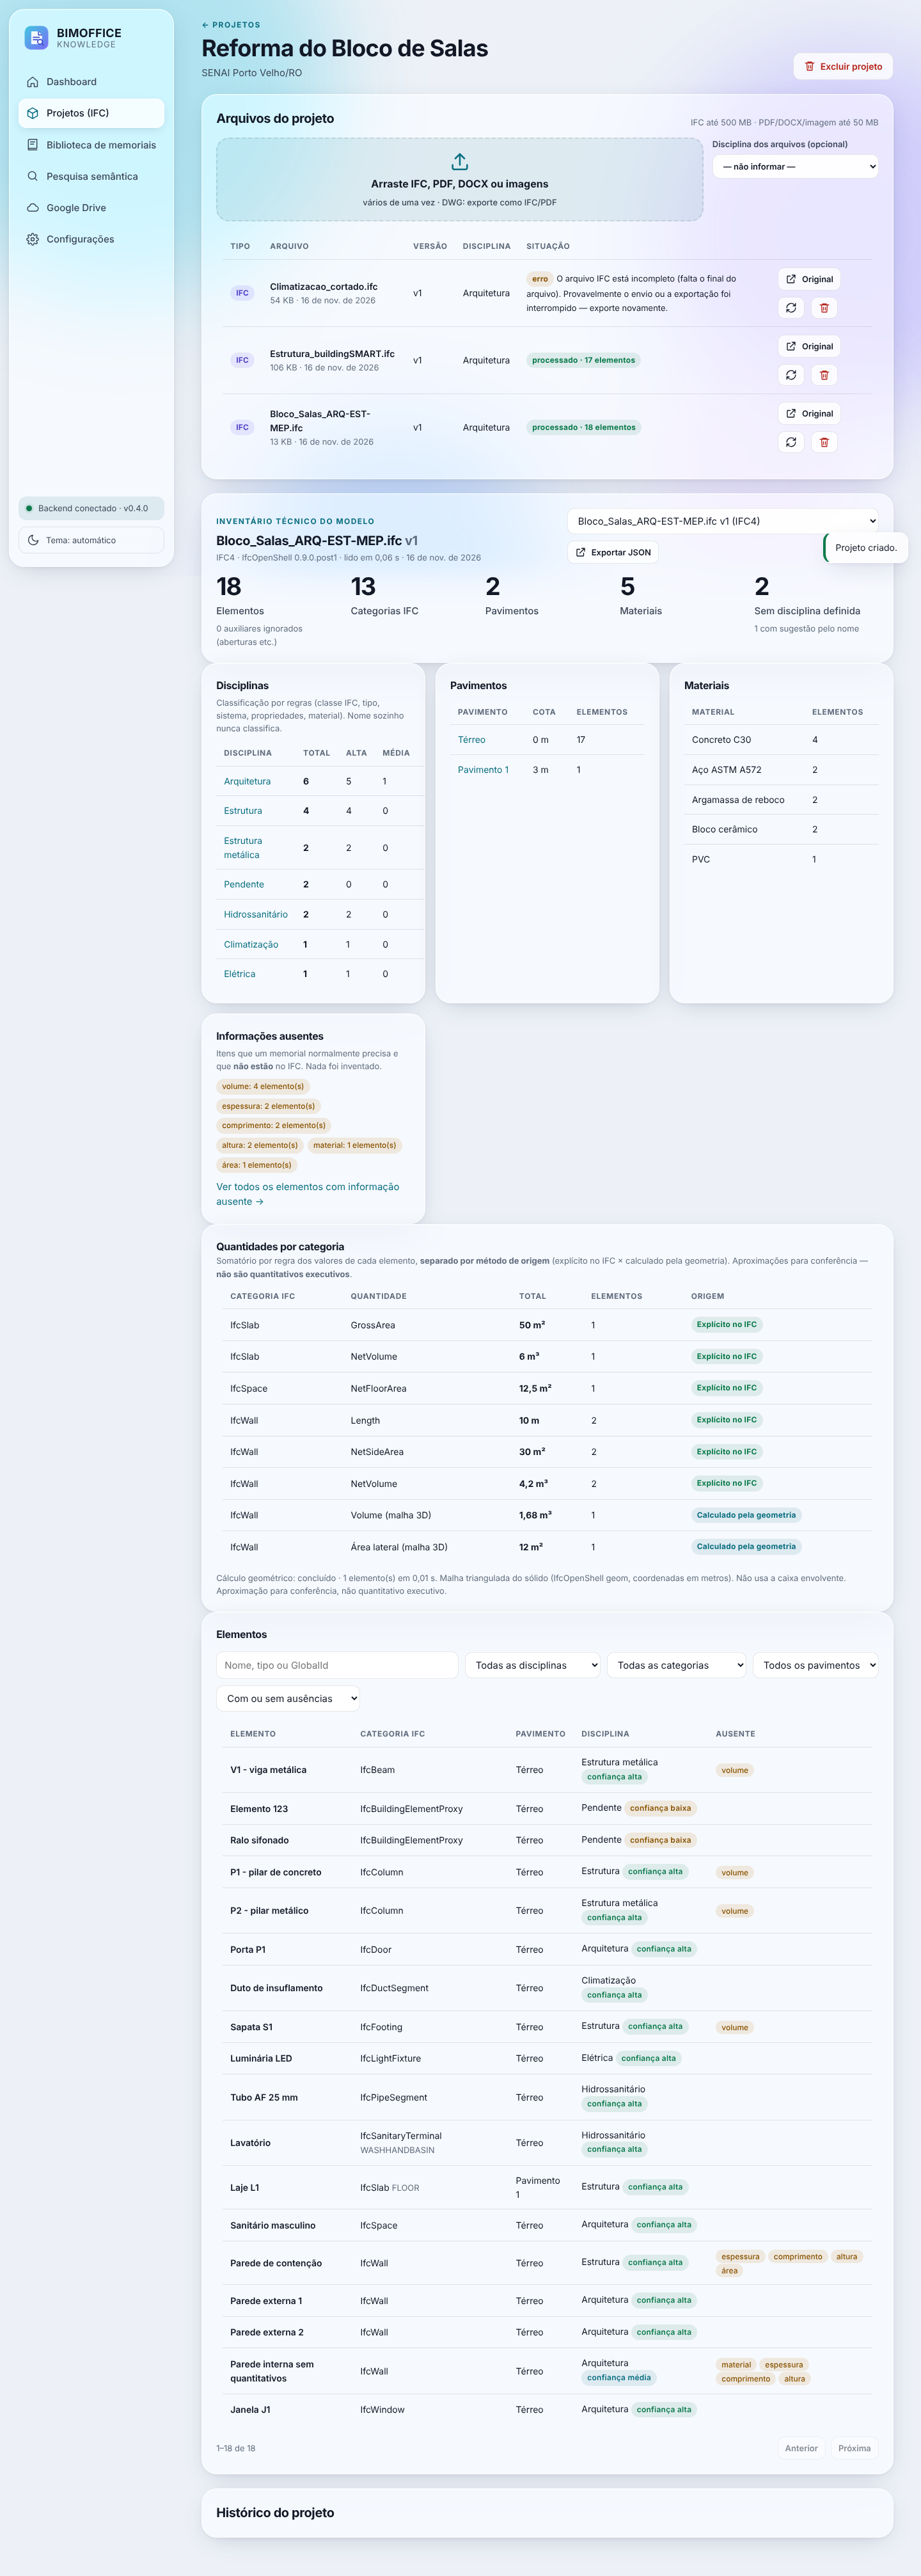 BIMOFFICE
KNOWLEDGE
Dashboard
Projetos (IFC)
Biblioteca de memoriais
Pesquisa semântica
Google Drive
Configurações
Backend conectado · v0.4.0
Tema: automático
← PROJETOS
Reforma do Bloco de Salas
SENAI Porto Velho/RO
Excluir projeto
Arquivos do projeto
IFC até 500 MB · PDF/DOCX/imagem até 50 MB
Arraste IFC, PDF, DOCX ou imagens
vários de uma vez · DWG: exporte como IFC/PDF
Disciplina dos arquivos (opcional)
— não informar —
TIPO ARQUIVO VERSÃO DISCIPLINA SITUAÇÃO
IFC Climatizacao_cortado.ifc
54 KB · 16 de nov. de 2026
v1 Arquitetura
erro O arquivo IFC está incompleto (falta o final do
arquivo). Provavelmente o envio ou a exportação foi
interrompido — exporte novamente.
Original
IFC Estrutura_buildingSMART.ifc
106 KB · 16 de nov. de 2026
v1 Arquitetura processado · 17 elementos
Original
IFC Bloco_Salas_ARQ-EST-
MEP.ifc
13 KB · 16 de nov. de 2026
v1 Arquitetura processado · 18 elementos
Original
INVENTÁRIO TÉCNICO DO MODELO
Bloco_Salas_ARQ-EST-MEP.ifc v1
IFC4 · IfcOpenShell 0.9.0.post1 · lido em 0,06 s · 16 de nov. de 2026
Bloco_Salas_ARQ-EST-MEP.ifc v1 (IFC4)
Exportar JSON
Projeto criado.
18 13 2 5 2
Elementos Categorias IFC Pavimentos Materiais Sem disciplina definida
0 auxiliares ignorados
(aberturas etc.)
1 com sugestão pelo nome
Disciplinas
Classificação por regras (classe IFC, tipo,
sistema, propriedades, material). Nome sozinho
nunca classifica.
DISCIPLINA TOTAL ALTA MÉDIA
Arquitetura 6 5 1
Estrutura 4 4 0
Estrutura
metálica
2 2 0
Pendente 2 0 0
Hidrossanitário 2 2 0
Climatização 1 1 0
Elétrica 1 1 0
Pavimentos
PAVIMENTO COTA ELEMENTOS
Térreo 0 m 17
Pavimento 1 3 m 1
Materiais
MATERIAL ELEMENTOS
Concreto C30 4
Aço ASTM A572 2
Argamassa de reboco 2
Bloco cerâmico 2
PVC 1
Informações ausentes
Itens que um memorial normalmente precisa e
que não estão no IFC. Nada foi inventado.
volume: 4 elemento(s)
espessura: 2 elemento(s)
comprimento: 2 elemento(s)
altura: 2 elemento(s) material: 1 elemento(s)
área: 1 elemento(s)
Ver todos os elementos com informação
ausente →
Quantidades por categoria
Somatório por regra dos valores de cada elemento, separado por método de origem (explícito no IFC × calculado pela geometria). Aproximações para conferência —
não são quantitativos executivos.
CATEGORIA IFC QUANTIDADE TOTAL ELEMENTOS ORIGEM
IfcSlab GrossArea 50 m² 1 Explícito no IFC
IfcSlab NetVolume 6 m³ 1 Explícito no IFC
IfcSpace NetFloorArea 12,5 m² 1 Explícito no IFC
IfcWall Length 10 m 2 Explícito no IFC
IfcWall NetSideArea 30 m² 2 Explícito no IFC
IfcWall NetVolume 4,2 m³ 2 Explícito no IFC
IfcWall Volume (malha 3D) 1,68 m³ 1 Calculado pela geometria
IfcWall Área lateral (malha 3D) 12 m² 1 Calculado pela geometria
Cálculo geométrico: concluído · 1 elemento(s) em 0,01 s. Malha triangulada do sólido (IfcOpenShell geom, coordenadas em metros). Não usa a caixa envolvente.
Aproximação para conferência, não quantitativo executivo.
Elementos
Nome, tipo ou GlobalId
Todas as disciplinas
Todas as categorias
Todos os pavimentos
Com ou sem ausências
ELEMENTO CATEGORIA IFC PAVIMENTO DISCIPLINA AUSENTE
V1 - viga metálica IfcBeam Térreo Estrutura metálica
confiança alta
volume
Elemento 123 IfcBuildingElementProxy Térreo Pendente confiança baixa
Ralo sifonado IfcBuildingElementProxy Térreo Pendente confiança baixa
P1 - pilar de concreto IfcColumn Térreo Estrutura confiança alta volume
P2 - pilar metálico IfcColumn Térreo Estrutura metálica
confiança alta
volume
Porta P1 IfcDoor Térreo Arquitetura confiança alta
Duto de insuflamento IfcDuctSegment Térreo Climatização
confiança alta
Sapata S1 IfcFooting Térreo Estrutura confiança alta volume
Luminária LED IfcLightFixture Térreo Elétrica confiança alta
Tubo AF 25 mm IfcPipeSegment Térreo Hidrossanitário
confiança alta
Lavatório IfcSanitaryTerminal
WASHHANDBASIN
Térreo Hidrossanitário
confiança alta
Laje L1 IfcSlab FLOOR Pavimento
1
Estrutura confiança alta
Sanitário masculino IfcSpace Térreo Arquitetura confiança alta
Parede de contenção IfcWall Térreo Estrutura confiança alta espessura comprimento altura
área
Parede externa 1 IfcWall Térreo Arquitetura confiança alta
Parede externa 2 IfcWall Térreo Arquitetura confiança alta
Parede interna sem
quantitativos
IfcWall Térreo Arquitetura
confiança média
material espessura
comprimento altura
Janela J1 IfcWindow Térreo Arquitetura confiança alta
1–18 de 18
Anterior Próxima
Histórico do projeto